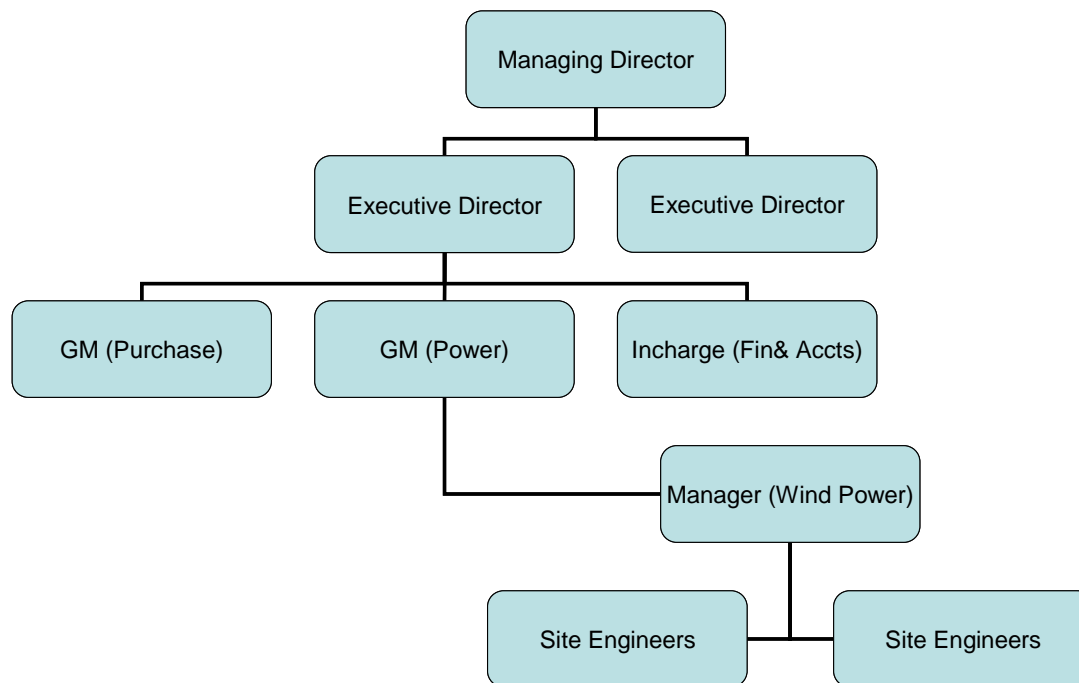 Managing Director
Executive Director
Executive Director
GM (Purchase)
GM (Power)
Incharge (Fin& Accts)
Manager (Wind Power)
Site Engineers
Site Engineers